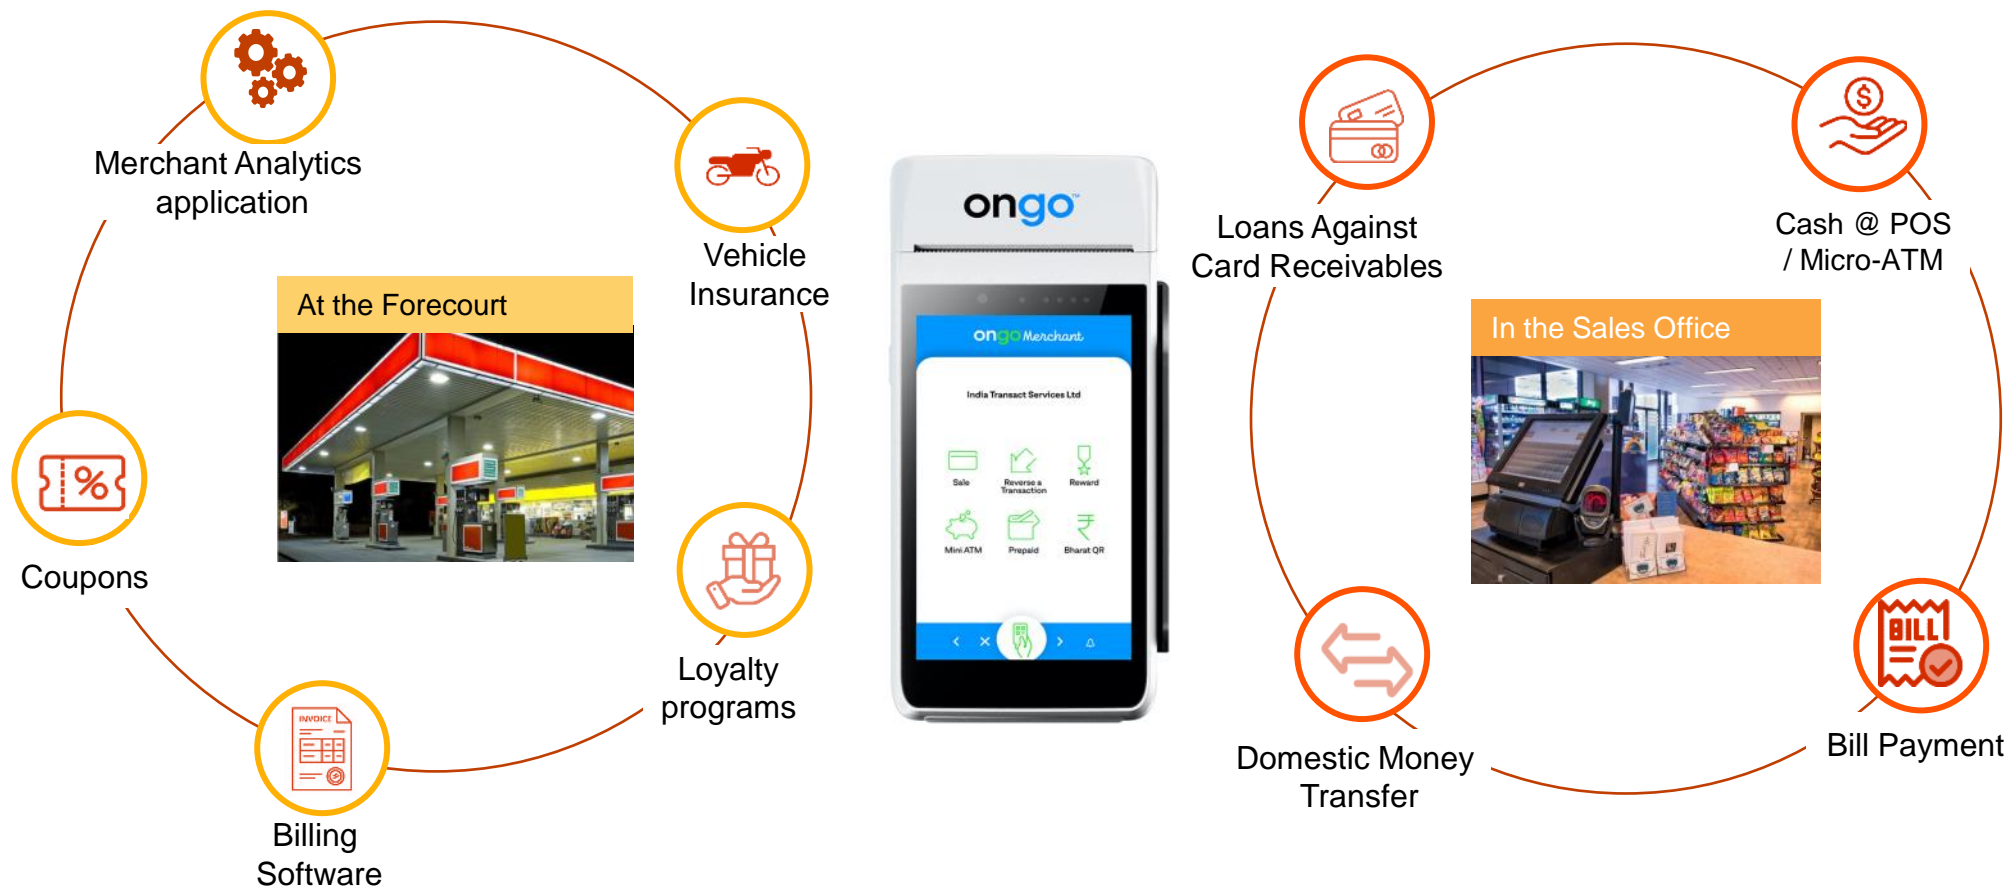 Merchant Analytics
application
Vehicle
Insurance
At the Forecourt
Coupons
Loyalty
programs
INVOICE
Billing
Software
ongo™
ongo Merchant
India Transact Services Ltd
Sale
Reverse a
Transaction
Reward
Mini ATM
Prepaid
Bharat QR
Loans Against
Card Receivables
Cash @ POS
/ Micro-ATM
In the Sales Office
Domestic Money
Transfer
BILL
Bill Payment